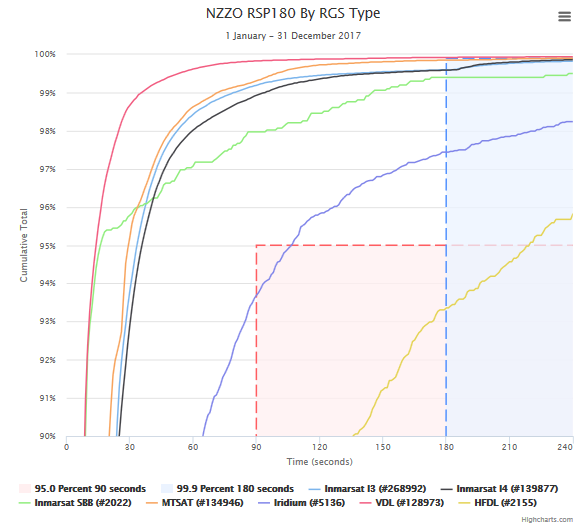 NZZO RSP180 By RGS Type
1 January – 31 December 2017
100%
99%
98%
97%
96%
95%
94%
93%
92%
91%
90%
Cumulative Total
0 30 60 90 120 150 180 210 240
Time (seconds)
95.0 Percent 90 seconds 99.9 Percent 180 seconds Inmarsat I3 (#268992) Inmarsat I4 (#139877)
Inmarsat SBB (#2022) MTSAT (#134946) Iridium (#5136) VDL (#128973) HFDL (#2155)
Highcharts.com